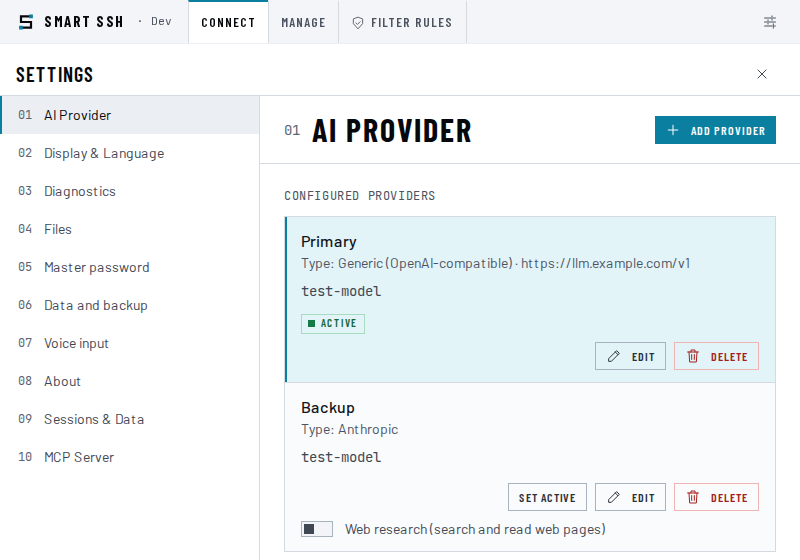 SMART SSH · Dev CONNECT MANAGE FILTER RULES
SETTINGS
01 AI Provider
02 Display & Language
03 Diagnostics
04 Files
05 Master password
06 Data and backup
07 Voice input
08 About
09 Sessions & Data
10 MCP Server
01 AI PROVIDER
ADD PROVIDER
CONFIGURED PROVIDERS
Primary
Type: Generic (OpenAI-compatible) · https://llm.example.com/v1
test-model
ACTIVE
EDIT DELETE
Backup
Type: Anthropic
test-model
SET ACTIVE EDIT DELETE
Web research (search and read web pages)